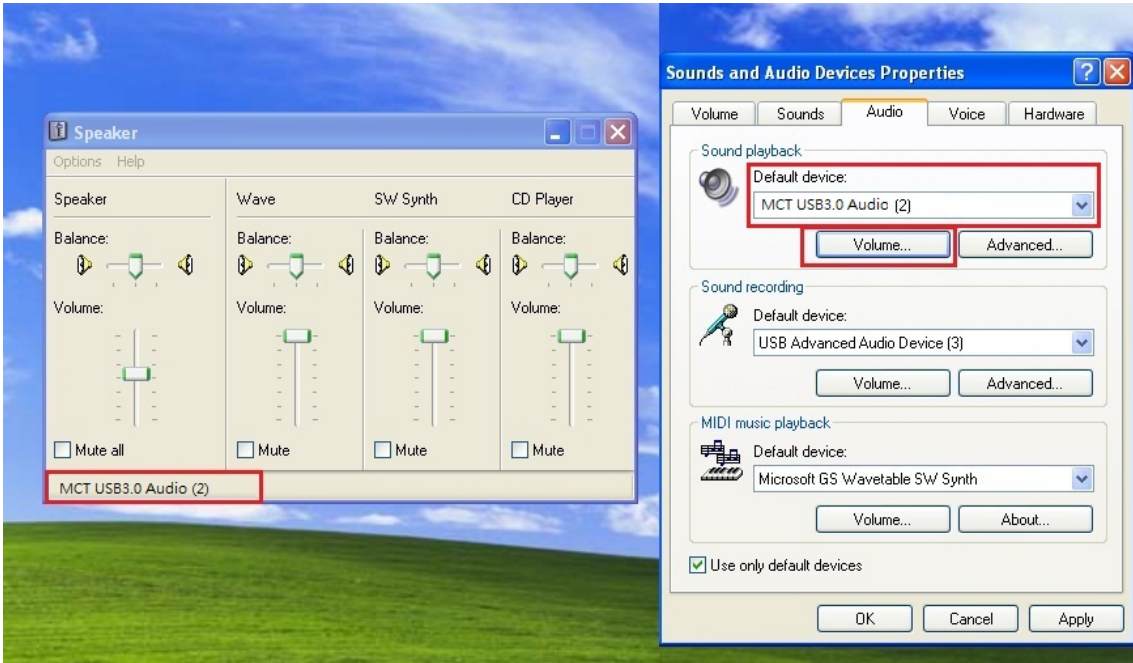 Speaker
Options Help
Speaker Wave SW Synth CD Player
Balance: Balance: Balance: Balance:
Volume: Volume: Volume: Volume:
Mute all Mute Mute Mute
MCT USB3.0 Audio (2)
Sounds and Audio Devices Properties
Volume Sounds Audio Voice Hardware
Sound playback
Default device:
MCT USB3.0 Audio (2)
Volume... Advanced...
Sound recording
Default device:
USB Advanced Audio Device (3)
Volume... Advanced...
MIDI music playback
Default device:
Microsoft GS Wavetable SW Synth
Volume... About...
Use only default devices
OK Cancel Apply